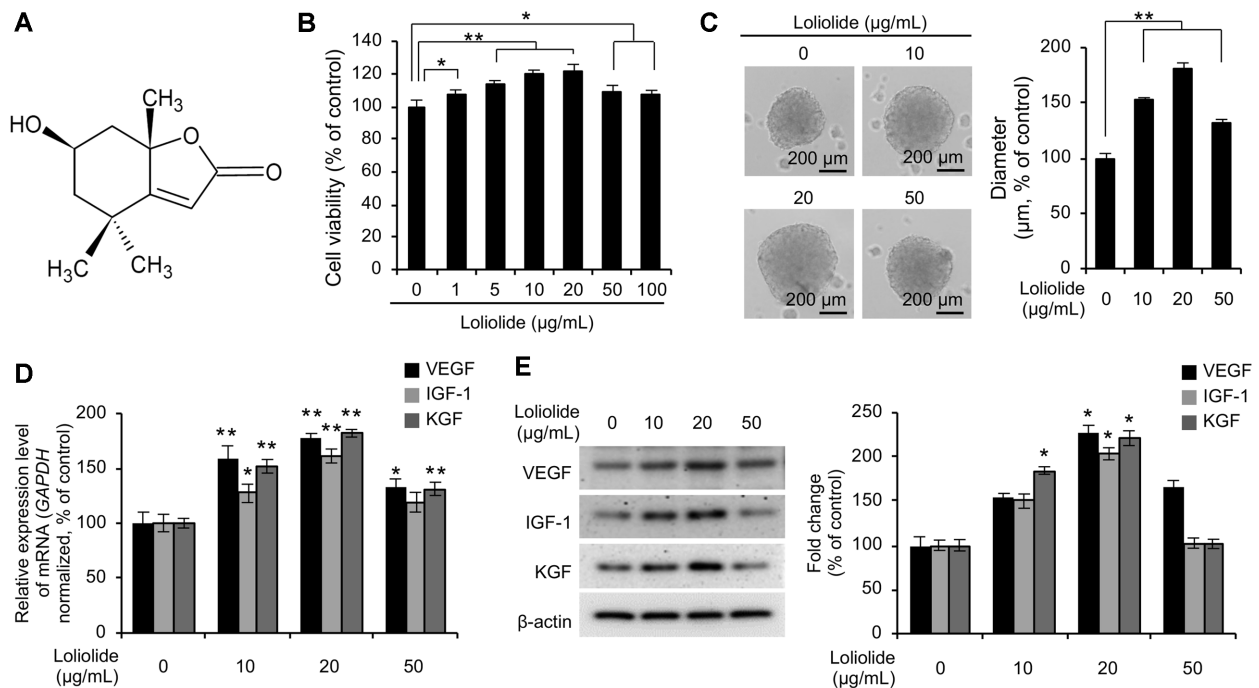 A
CH₃
HO
O
O
H₃C
CH₃
B
Cell viability (% of control)
140
120
100
80
60
40
20
0
*
**
*
0 1 5 10 20 50 100
Loliolide (µg/mL)
C
Loliolide (µg/mL)
0 10
200 µm 200 µm
20 50
200 µm 200 µm
Diameter
(µm, % of control)
200
150
100
50
0
**
Loliolide
(µg/mL)
0 10 20 50
D
VEGF
IGF-1
KGF
Relative expression level
of mRNA (GAPDH
normalized, % of control)
200
150
100
50
0
** * **
** ** **
* **
Loliolide
(µg/mL)
0 10 20 50
E
Loliolide
(µg/mL)
0 10 20 50
VEGF
IGF-1
KGF
β-actin
VEGF
IGF-1
KGF
Fold change
(% of control)
250
200
150
100
50
0
*
* * *
Loliolide
(µg/mL)
0 10 20 50